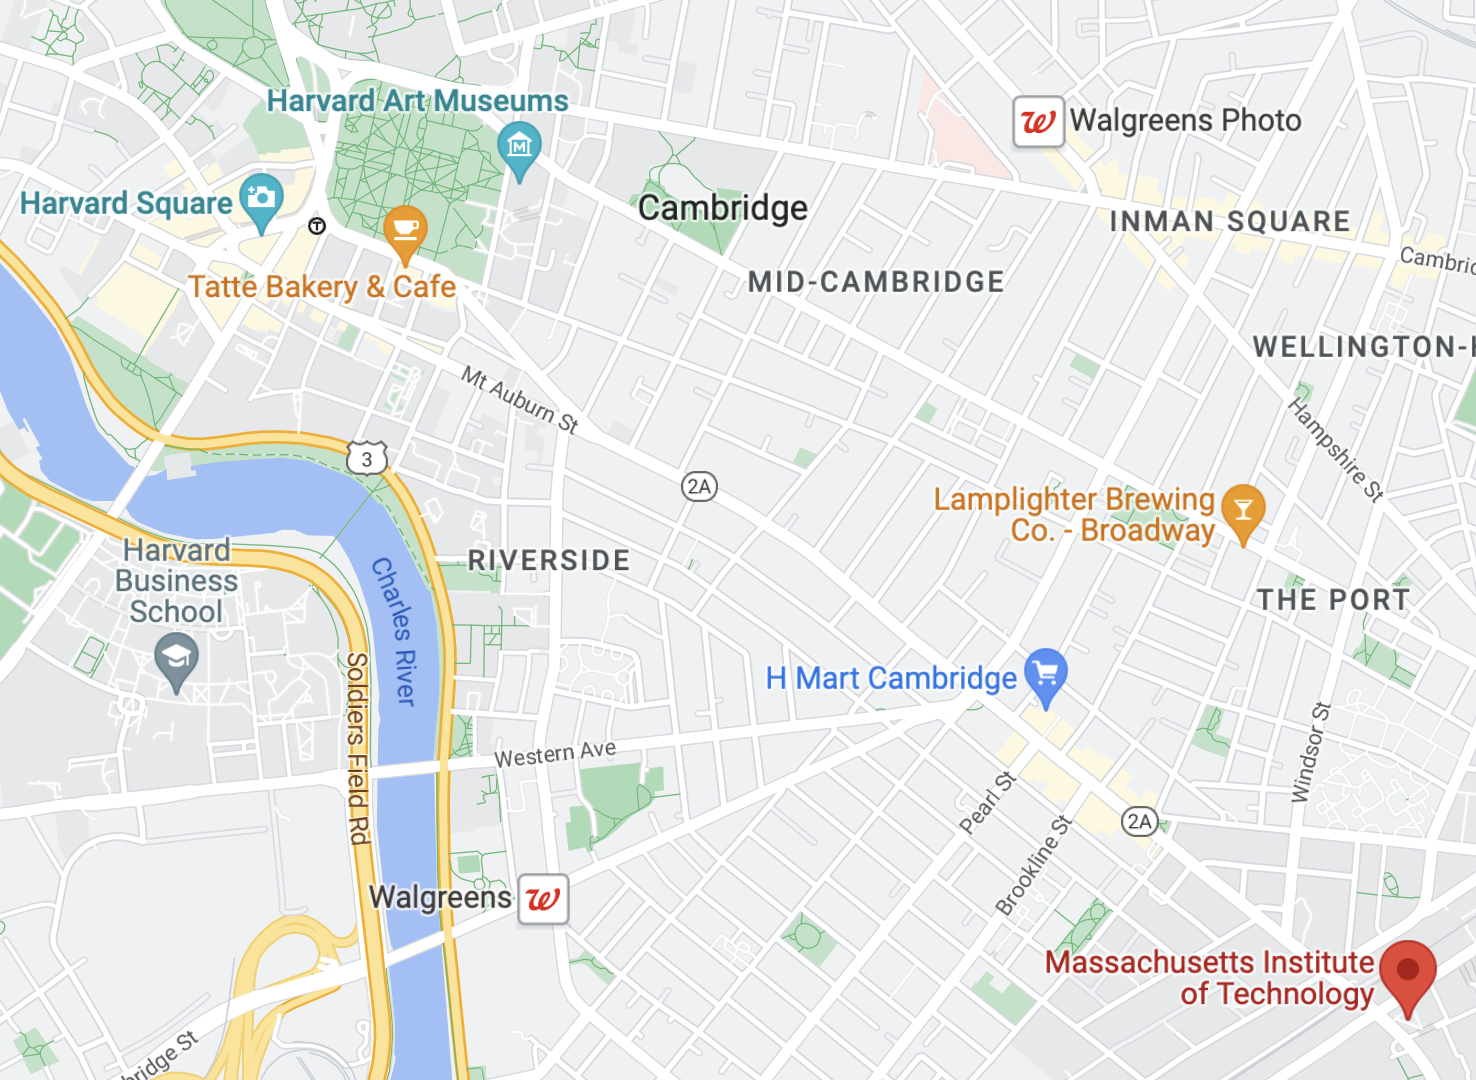 Harvard Art Museums
Walgreens Photo
Harvard Square
T
Cambridge
INMAN SQUARE
Tatte Bakery & Cafe
MID-CAMBRIDGE
Cambric
WELLINGTON-H
Mt Auburn St
Hampshire St
3
2A
Lamplighter Brewing
Co. - Broadway
Harvard
Business
School
RIVERSIDE
Charles River
THE PORT
Soldiers Field Rd
H Mart Cambridge
Western Ave
Windsor St
Pearl St
Brookline St
2A
Walgreens
Massachusetts Institute
of Technology
bridge St